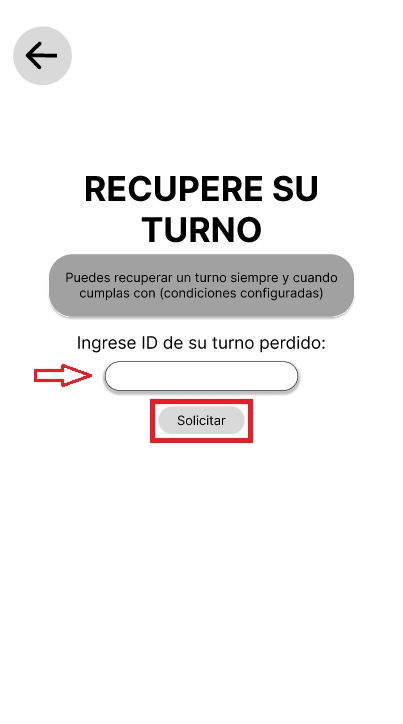 RECUPERE SU
TURNO
Puedes recuperar un turno siempre y cuando
cumplas con (condiciones configuradas)
Ingrese ID de su turno perdido:
Solicitar